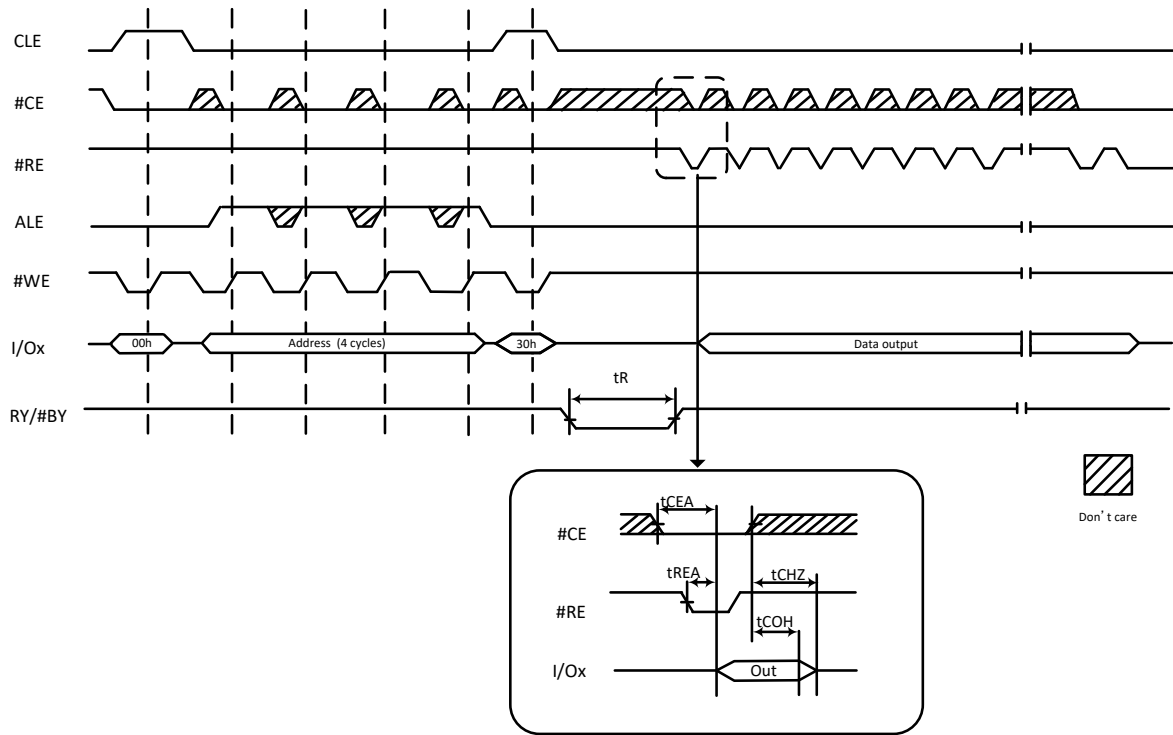 CLE
#CE
#RE
ALE
#WE
I/Ox 00h Address (4 cycles) 30h Data output
tR
RY/#BY
Don’t care
tCEA
#CE
tREA
tCHZ
#RE
tCOH
I/Ox Out